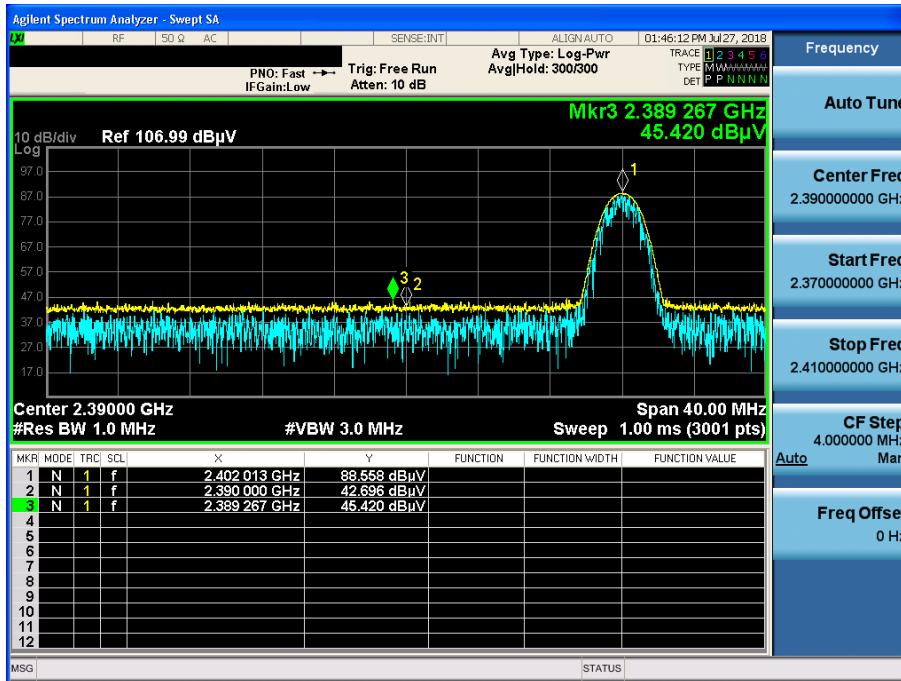 Agilent Spectrum Analyzer - Swept SA
LXI RF 50 Ω AC SENSE:INT ALIGN AUTO 01:46:12 PM Jul 27, 2018
PNO: Fast Trig: Free Run Avg Type: Log-Pwr TRACE 1 2 3 4 5 6
IFGain:Low Atten: 10 dB Avg|Hold: 300/300 TYPE M W W W W W
DET P P N N N N
Mkr3 2.389 267 GHz
45.420 dBµV
10 dB/div Ref 106.99 dBµV
Log
97.0
87.0
77.0
67.0
57.0
47.0
37.0
27.0
17.0
1
3 2
Center 2.39000 GHz Span 40.00 MHz
#Res BW 1.0 MHz #VBW 3.0 MHz Sweep 1.00 ms (3001 pts)
MKR MODE TRC SCL X Y FUNCTION FUNCTION WIDTH FUNCTION VALUE
1 N 1 f 2.402 013 GHz 88.558 dBµV
2 N 1 f 2.390 000 GHz 42.696 dBµV
3 N 1 f 2.389 267 GHz 45.420 dBµV
4
5
6
7
8
9
10
11
12
MSG STATUS
Frequency
Auto Tune
Center Freq
2.390000000 GHz
Start Freq
2.370000000 GHz
Stop Freq
2.410000000 GHz
CF Step
4.000000 MHz
Auto Man
Freq Offset
0 Hz